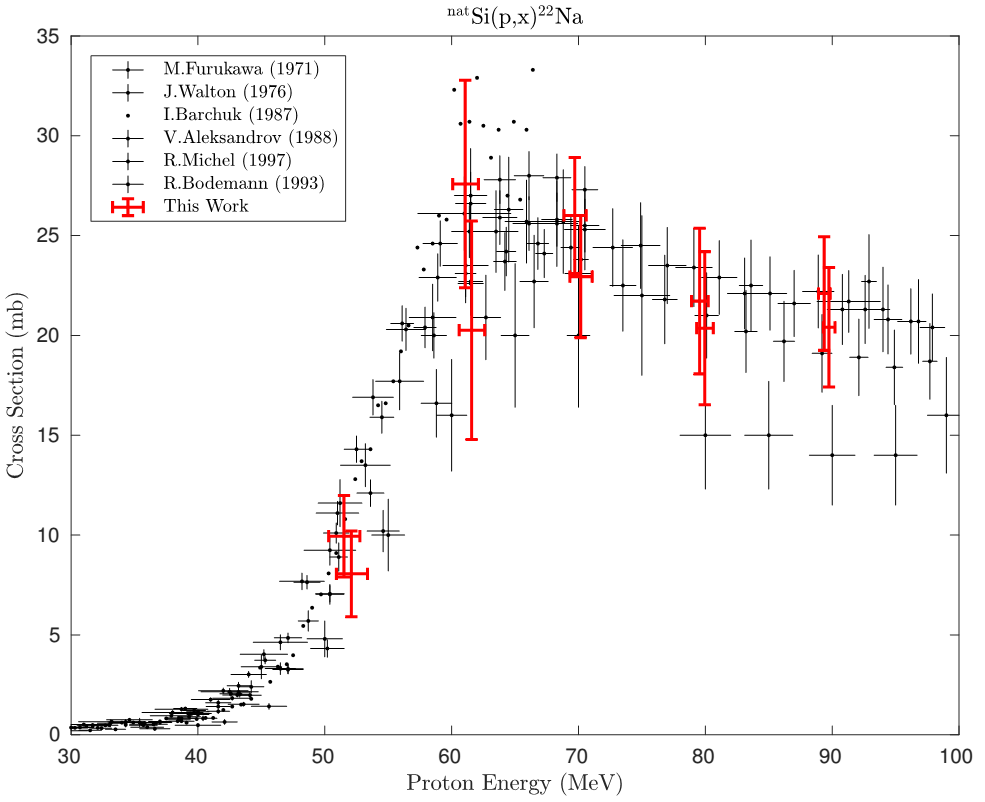 natSi(p,x)22Na
35
30
25
20
15
10
5
0
Cross Section (mb)
M.Furukawa (1971)
J.Walton (1976)
I.Barchuk (1987)
V.Aleksandrov (1988)
R.Michel (1997)
R.Bodemann (1993)
This Work
30 40 50 60 70 80 90 100
Proton Energy (MeV)